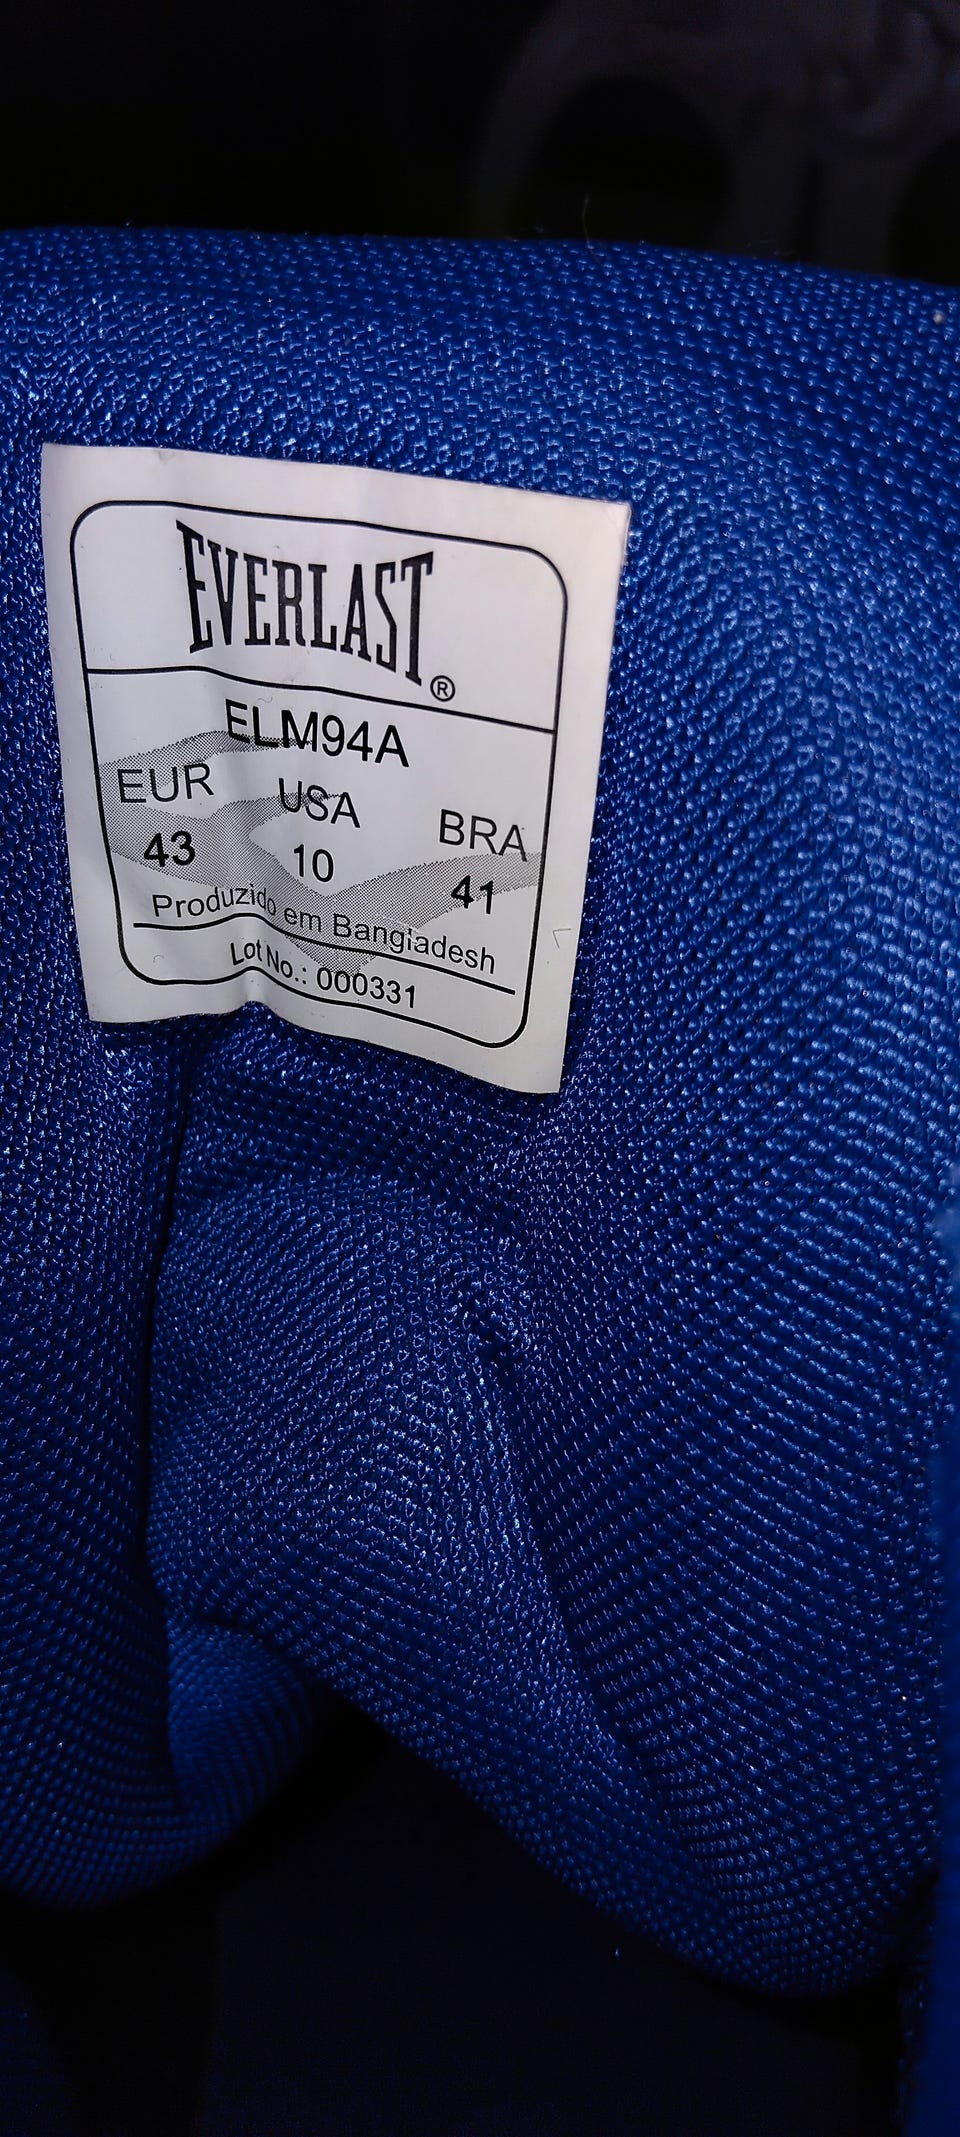 EVERLAST®
ELM94A
EUR USA BRA
43 10 41
Produzido em Bangladesh
Lot No.: 000331